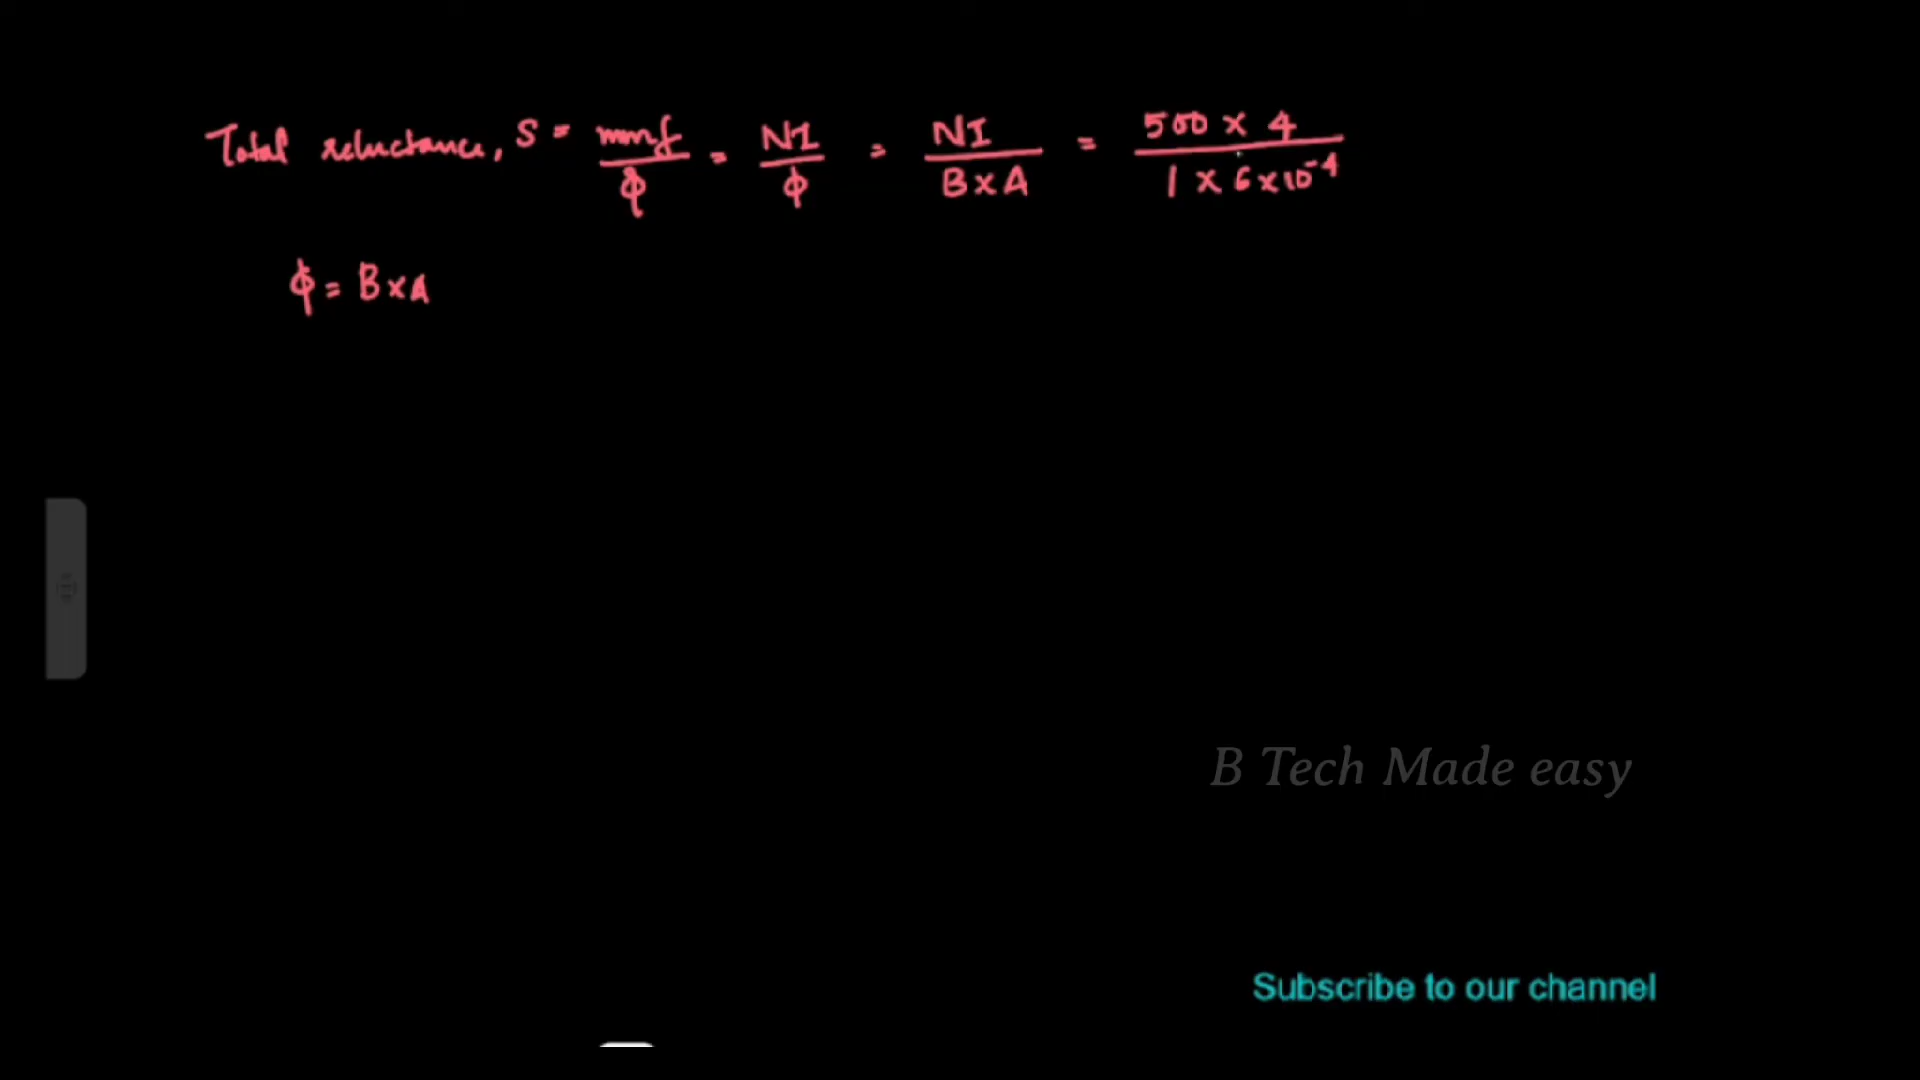 Total reluctance, S = mmf/ϕ = NI/ϕ = NI/B×A = 500 × 4/1 × 6×10⁻⁴
ϕ = B×A
B Tech Made easy
Subscribe to our channel